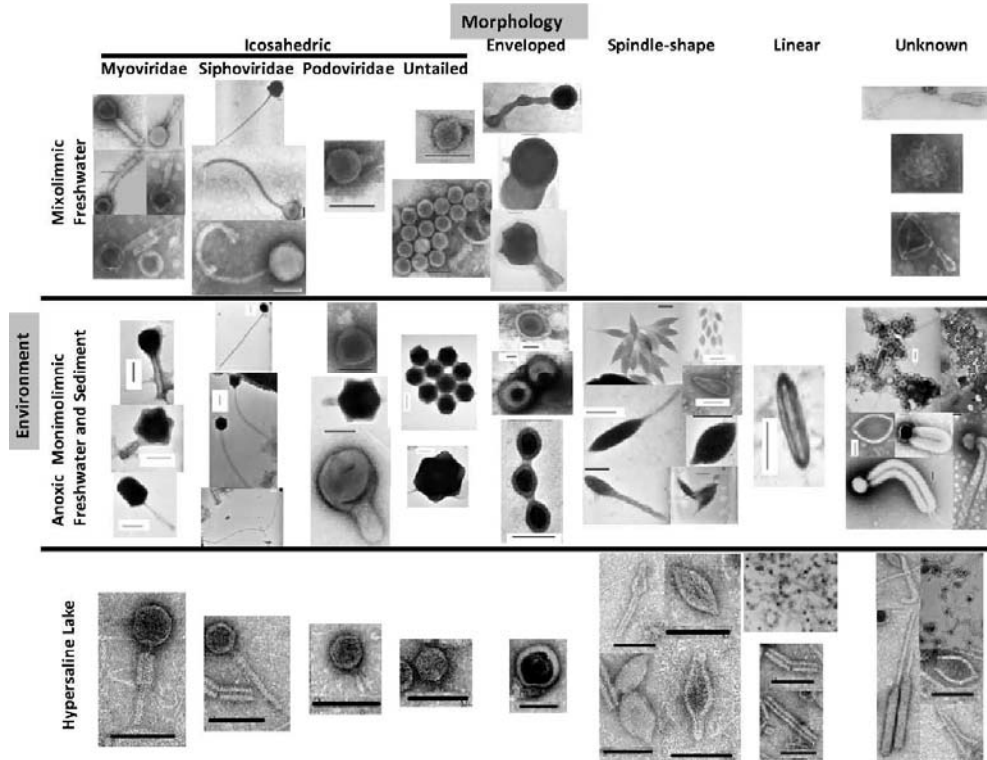 Morphology
Icosahedric
Enveloped
Spindle-shape
Linear
Unknown
Myoviridae
Siphoviridae
Podoviridae
Untailed
Environment
Mixolimnic
Freshwater
Anoxic Monimolimnic
Freshwater and Sediment
Hypersaline Lake